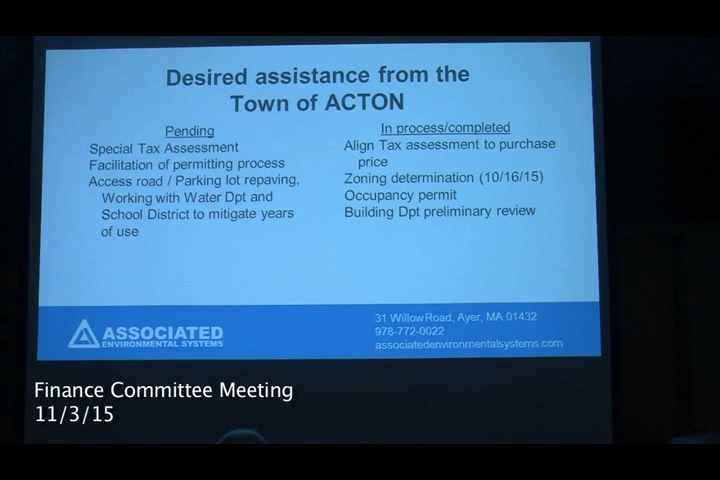 Desired assistance from the
Town of ACTON
Pending
Special Tax Assessment
Facilitation of permitting process
Access road / Parking lot repaving,
Working with Water Dpt and
School District to mitigate years
of use
In process/completed
Align Tax assessment to purchase
price
Zoning determination (10/16/15)
Occupancy permit
Building Dpt preliminary review
ASSOCIATED
ENVIRONMENTAL SYSTEMS
31 Willow Road, Ayer, MA 01432
978-772-0022
associatedenvironmentalsystems.com
Finance Committee Meeting
11/3/15